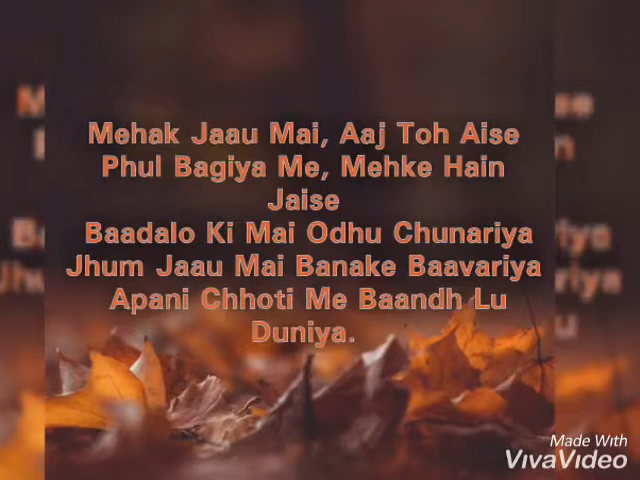 Mehak Jaau Mai, Aaj Toh Aise
Phul Bagiya Me, Mehke Hain
Jaise
Baadalo Ki Mai Odhu Chunariya
Jhum Jaau Mai Banake Baavariya
Apani Chhoti Me Baandh Lu
Duniya.
Made With
VivaVideo